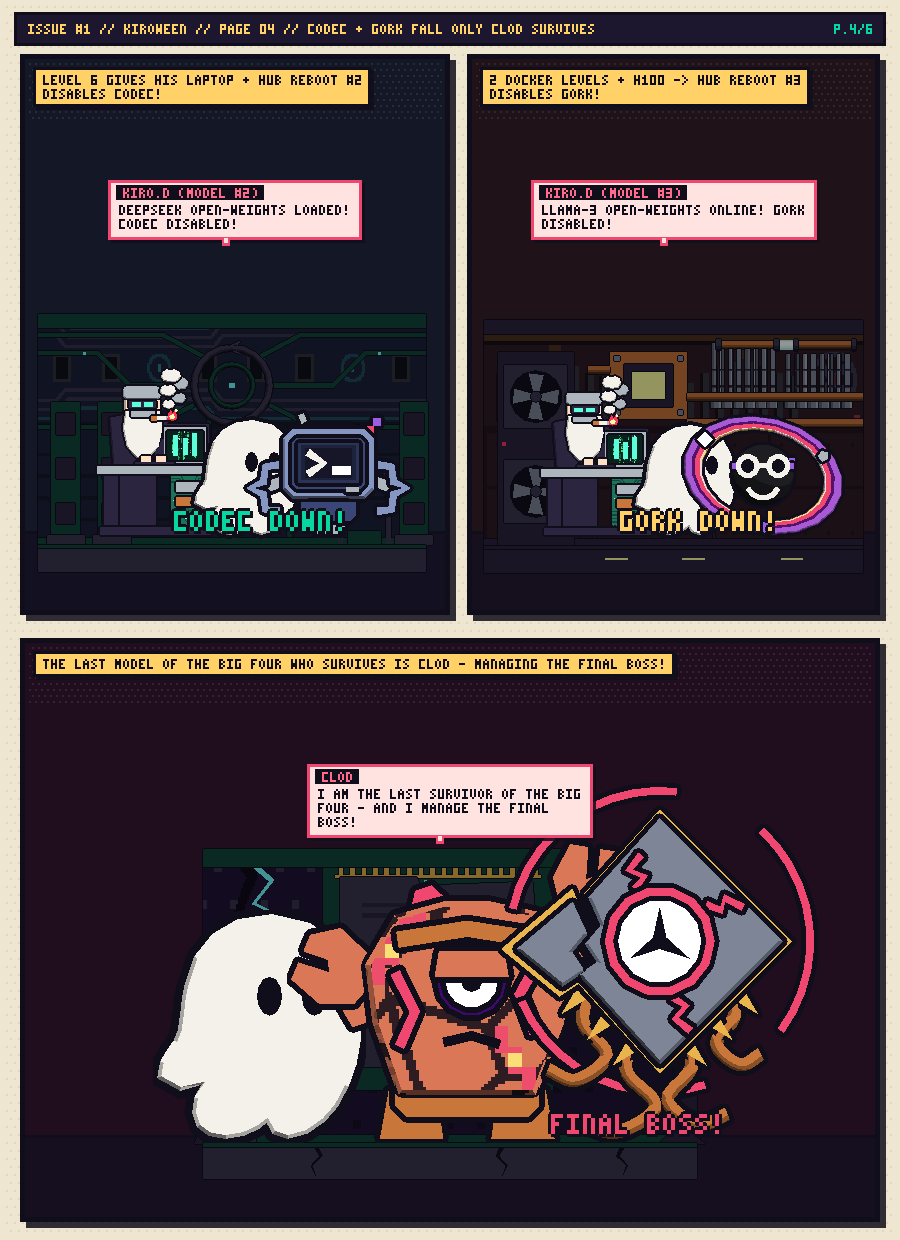 ISSUE #1 // KIROWEEN // PAGE 04 // CODEC + GORK FALL ONLY CLOD SURVIVES
P.4/6
LEVEL 6 GIVES HIS LAPTOP + HUB REBOOT #2
DISABLES CODEC!
KIRO.D (MODEL #2)
DEEPSEEK OPEN-WEIGHTS LOADED!
CODEC DISABLED!
CODEC DOWN!
2 DOCKER LEVELS + H100 -> HUB REBOOT #3
DISABLES GORK!
KIRO.D (MODEL #3)
LLAMA-3 OPEN-WEIGHTS ONLINE! GORK
DISABLED!
GORK DOWN!
THE LAST MODEL OF THE BIG FOUR WHO SURVIVES IS CLOD - MANAGING THE FINAL BOSS!
CLOD
I AM THE LAST SURVIVOR OF THE BIG
FOUR - AND I MANAGE THE FINAL
BOSS!
FINAL BOSS!